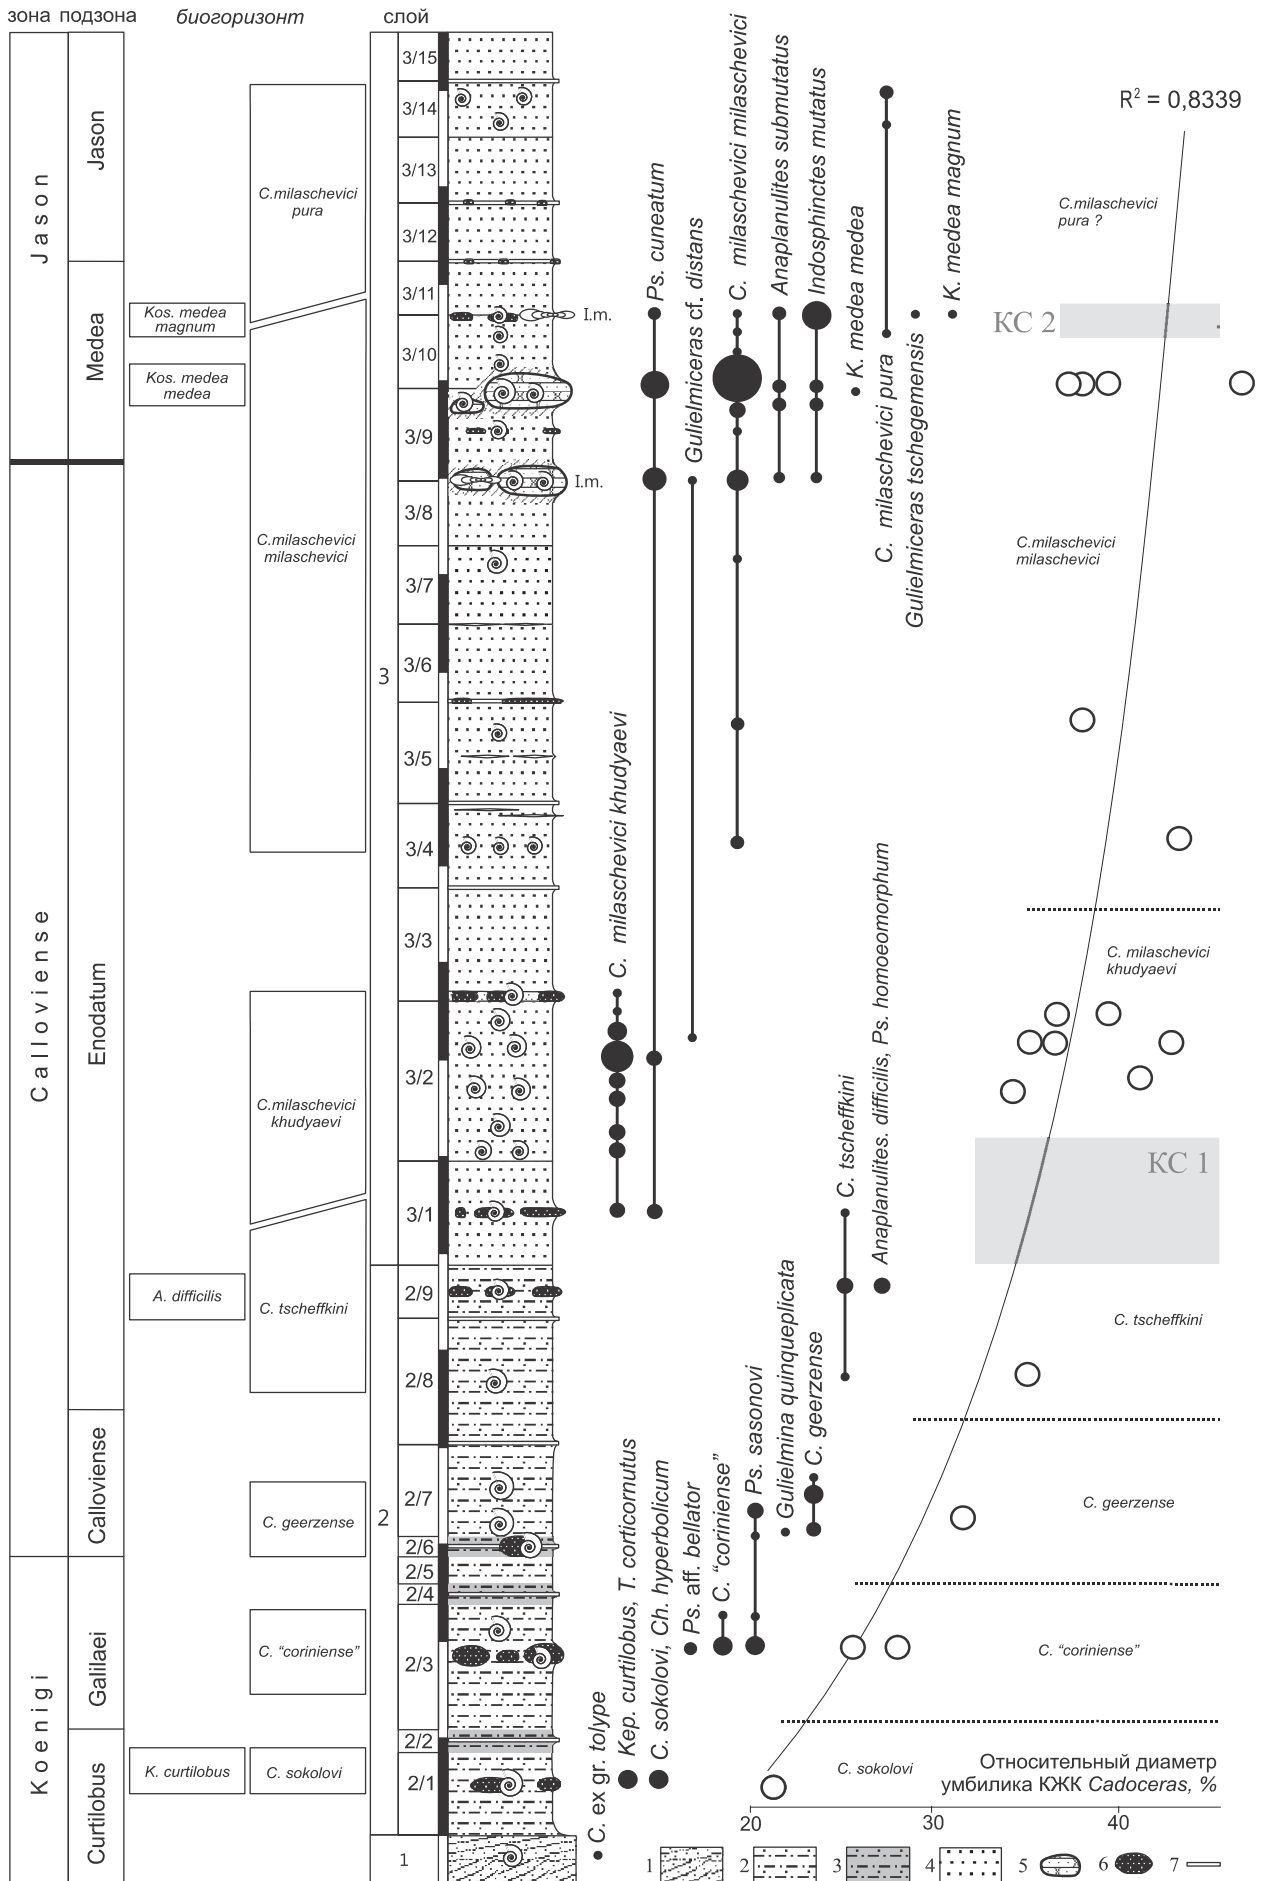 зона подзона биогоризонт слой
Jason
Calloviense
Koenigi
Jason
Medea
Enodatum
Calloviense
Galilaei
Curtilobus
Kos. medea
magnum
Kos. medea
medea
A. difficilis
K. curtilobus
C.milaschevici
pura
C.milaschevici
milaschevici
C.milaschevici
khudyaevi
C. tscheffkini
C. geerzense
C. “coriniense”
C. sokolovi
3
2
1
3/15
3/14
3/13
3/12
3/11
3/10
3/9
3/8
3/7
3/6
3/5
3/4
3/3
3/2
3/1
2/9
2/8
2/7
2/6
2/5
2/4
2/3
2/2
2/1
I.m.
I.m.
C. ex gr. tolype
Kep. curtilobus, T. corticornutus
C. sokolovi, Ch. hyperbolicum
Ps. aff. bellator
C. “coriniense”
Ps. sasonovi
Gulielmina quinqueplicata
C. geerzense
C. tscheffkini
Anaplanulites. difficilis, Ps. homoeomorphum
C. milaschevici khudyaevi
Ps. cuneatum
Gulielmiceras cf. distans
C. milaschevici milaschevici
Anaplanulites submutatus
Indosphinctes mutatus
K. medea medea
C. milaschevici pura
Gulielmiceras tschegemensis
K. medea magnum
R² = 0,8339
C.milaschevici
pura ?
КС 2
C.milaschevici
milaschevici
C. milaschevici
khudyaevi
КС 1
C. tscheffkini
C. geerzense
C. “coriniense”
C. sokolovi
Относительный диаметр
умбилика КЖК Cadoceras, %
20 30 40
1 2 3 4 5 6 7